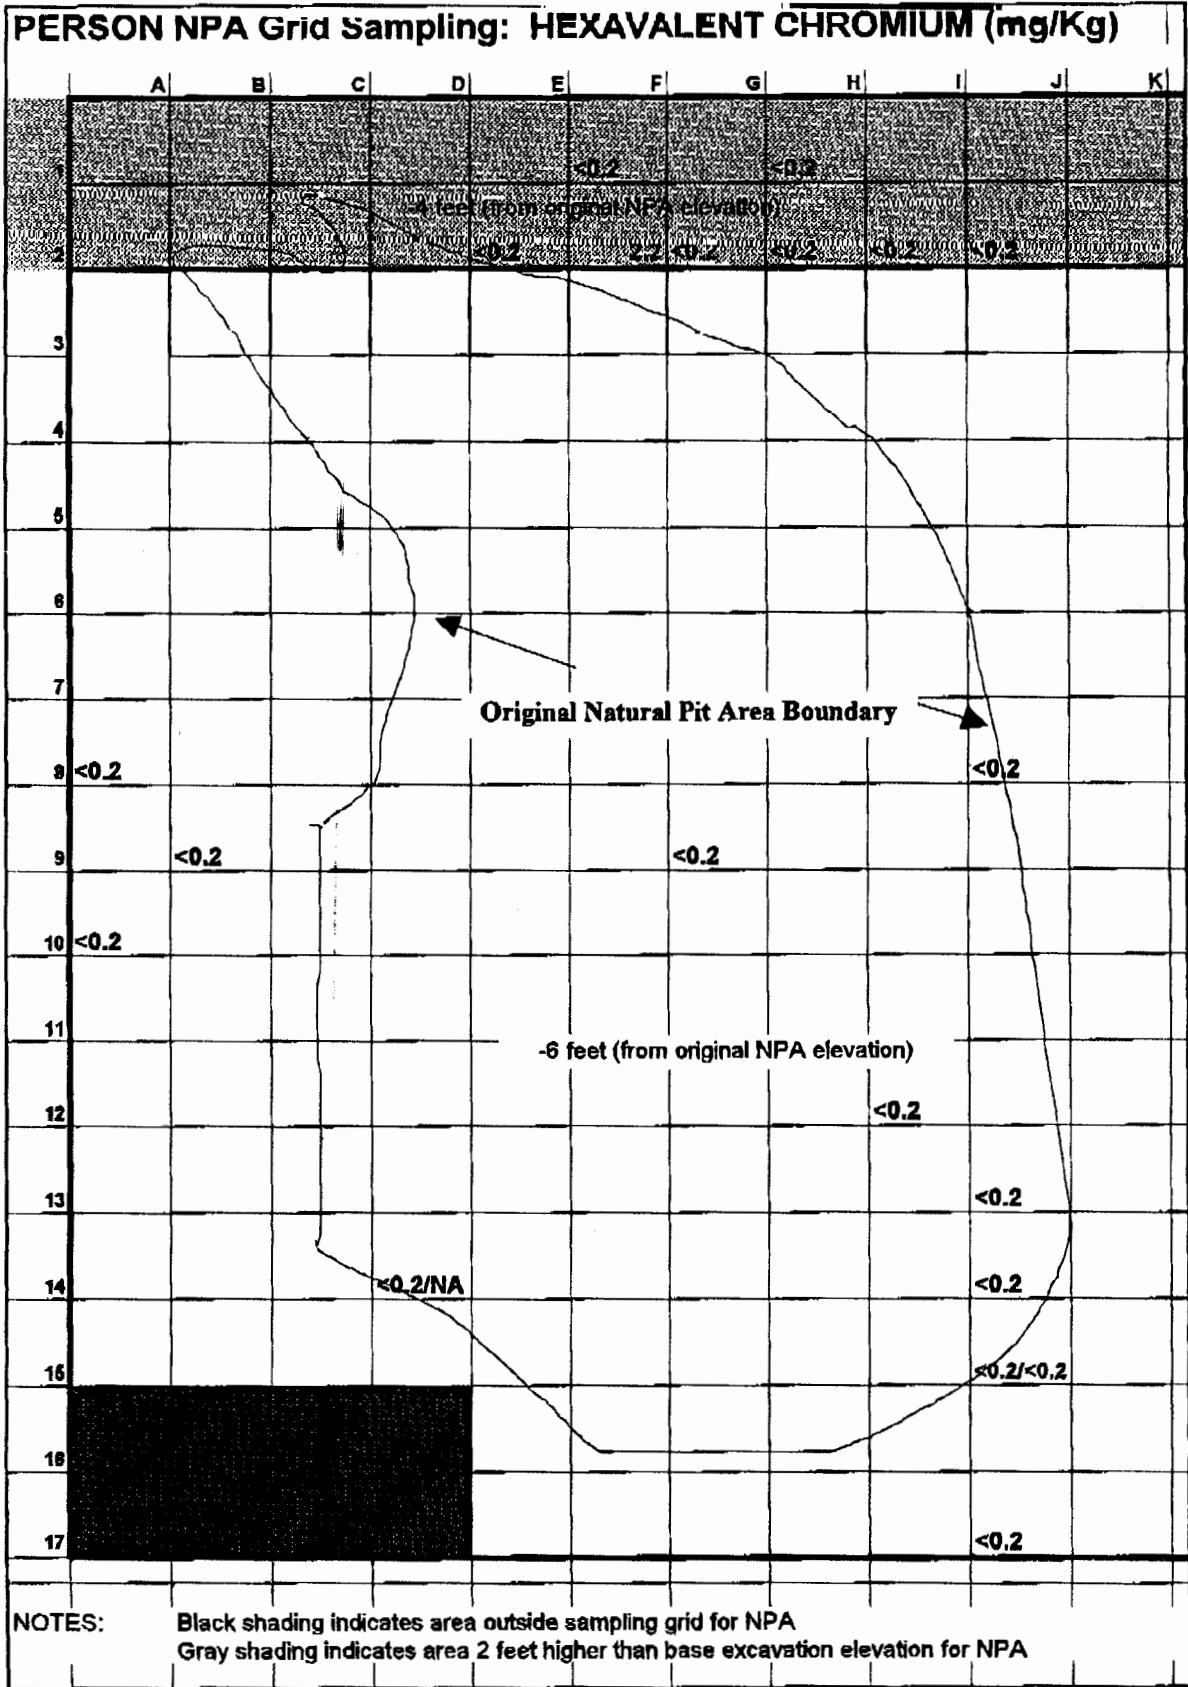 PERSON NPA Grid Sampling: HEXAVALENT CHROMIUM (mg/Kg)
A B C D E F G H I J K
1 <0.2 <0.2
-4 feet (from original NPA elevation)
2 <0.2 2.2 <0.2 <0.2 <0.2 <0.2
3
4
5
6
7
Original Natural Pit Area Boundary
8 <0.2 <0.2
9 <0.2 <0.2
10 <0.2
11
-6 feet (from original NPA elevation)
12 <0.2
13 <0.2
14 <0.2/NA <0.2
15 <0.2/<0.2
16
17 <0.2
NOTES: Black shading indicates area outside sampling grid for NPA
Gray shading indicates area 2 feet higher than base excavation elevation for NPA